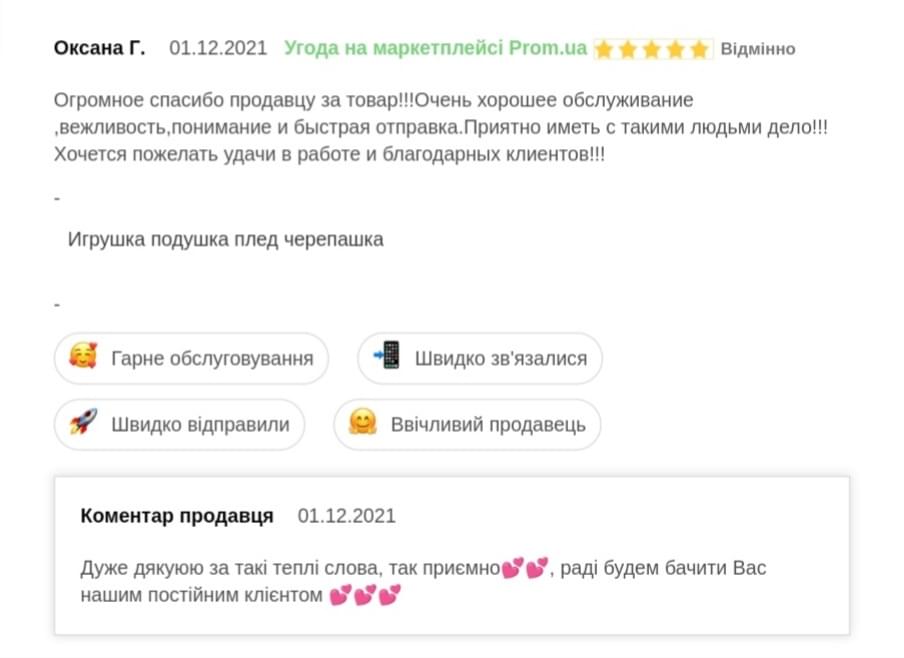 Оксана Г. 01.12.2021 Угода на маркетплейсі Prom.ua Відмінно
Огромное спасибо продавцу за товар!!!Очень хорошее обслуживание
,вежливость,понимание и быстрая отправка.Приятно иметь с такими людьми дело!!!
Хочется пожелать удачи в работе и благодарных клиентов!!!
-
Игрушка подушка плед черепашка
-
🥰 Гарне обслуговування 📲 Швидко зв'язалися
🚀 Швидко відправили 🤗 Ввічливий продавець
Коментар продавця 01.12.2021
Дуже дякуюю за такі теплі слова, так приємно💕💕, раді будем бачити Вас
нашим постійним клієнтом 💕💕💕